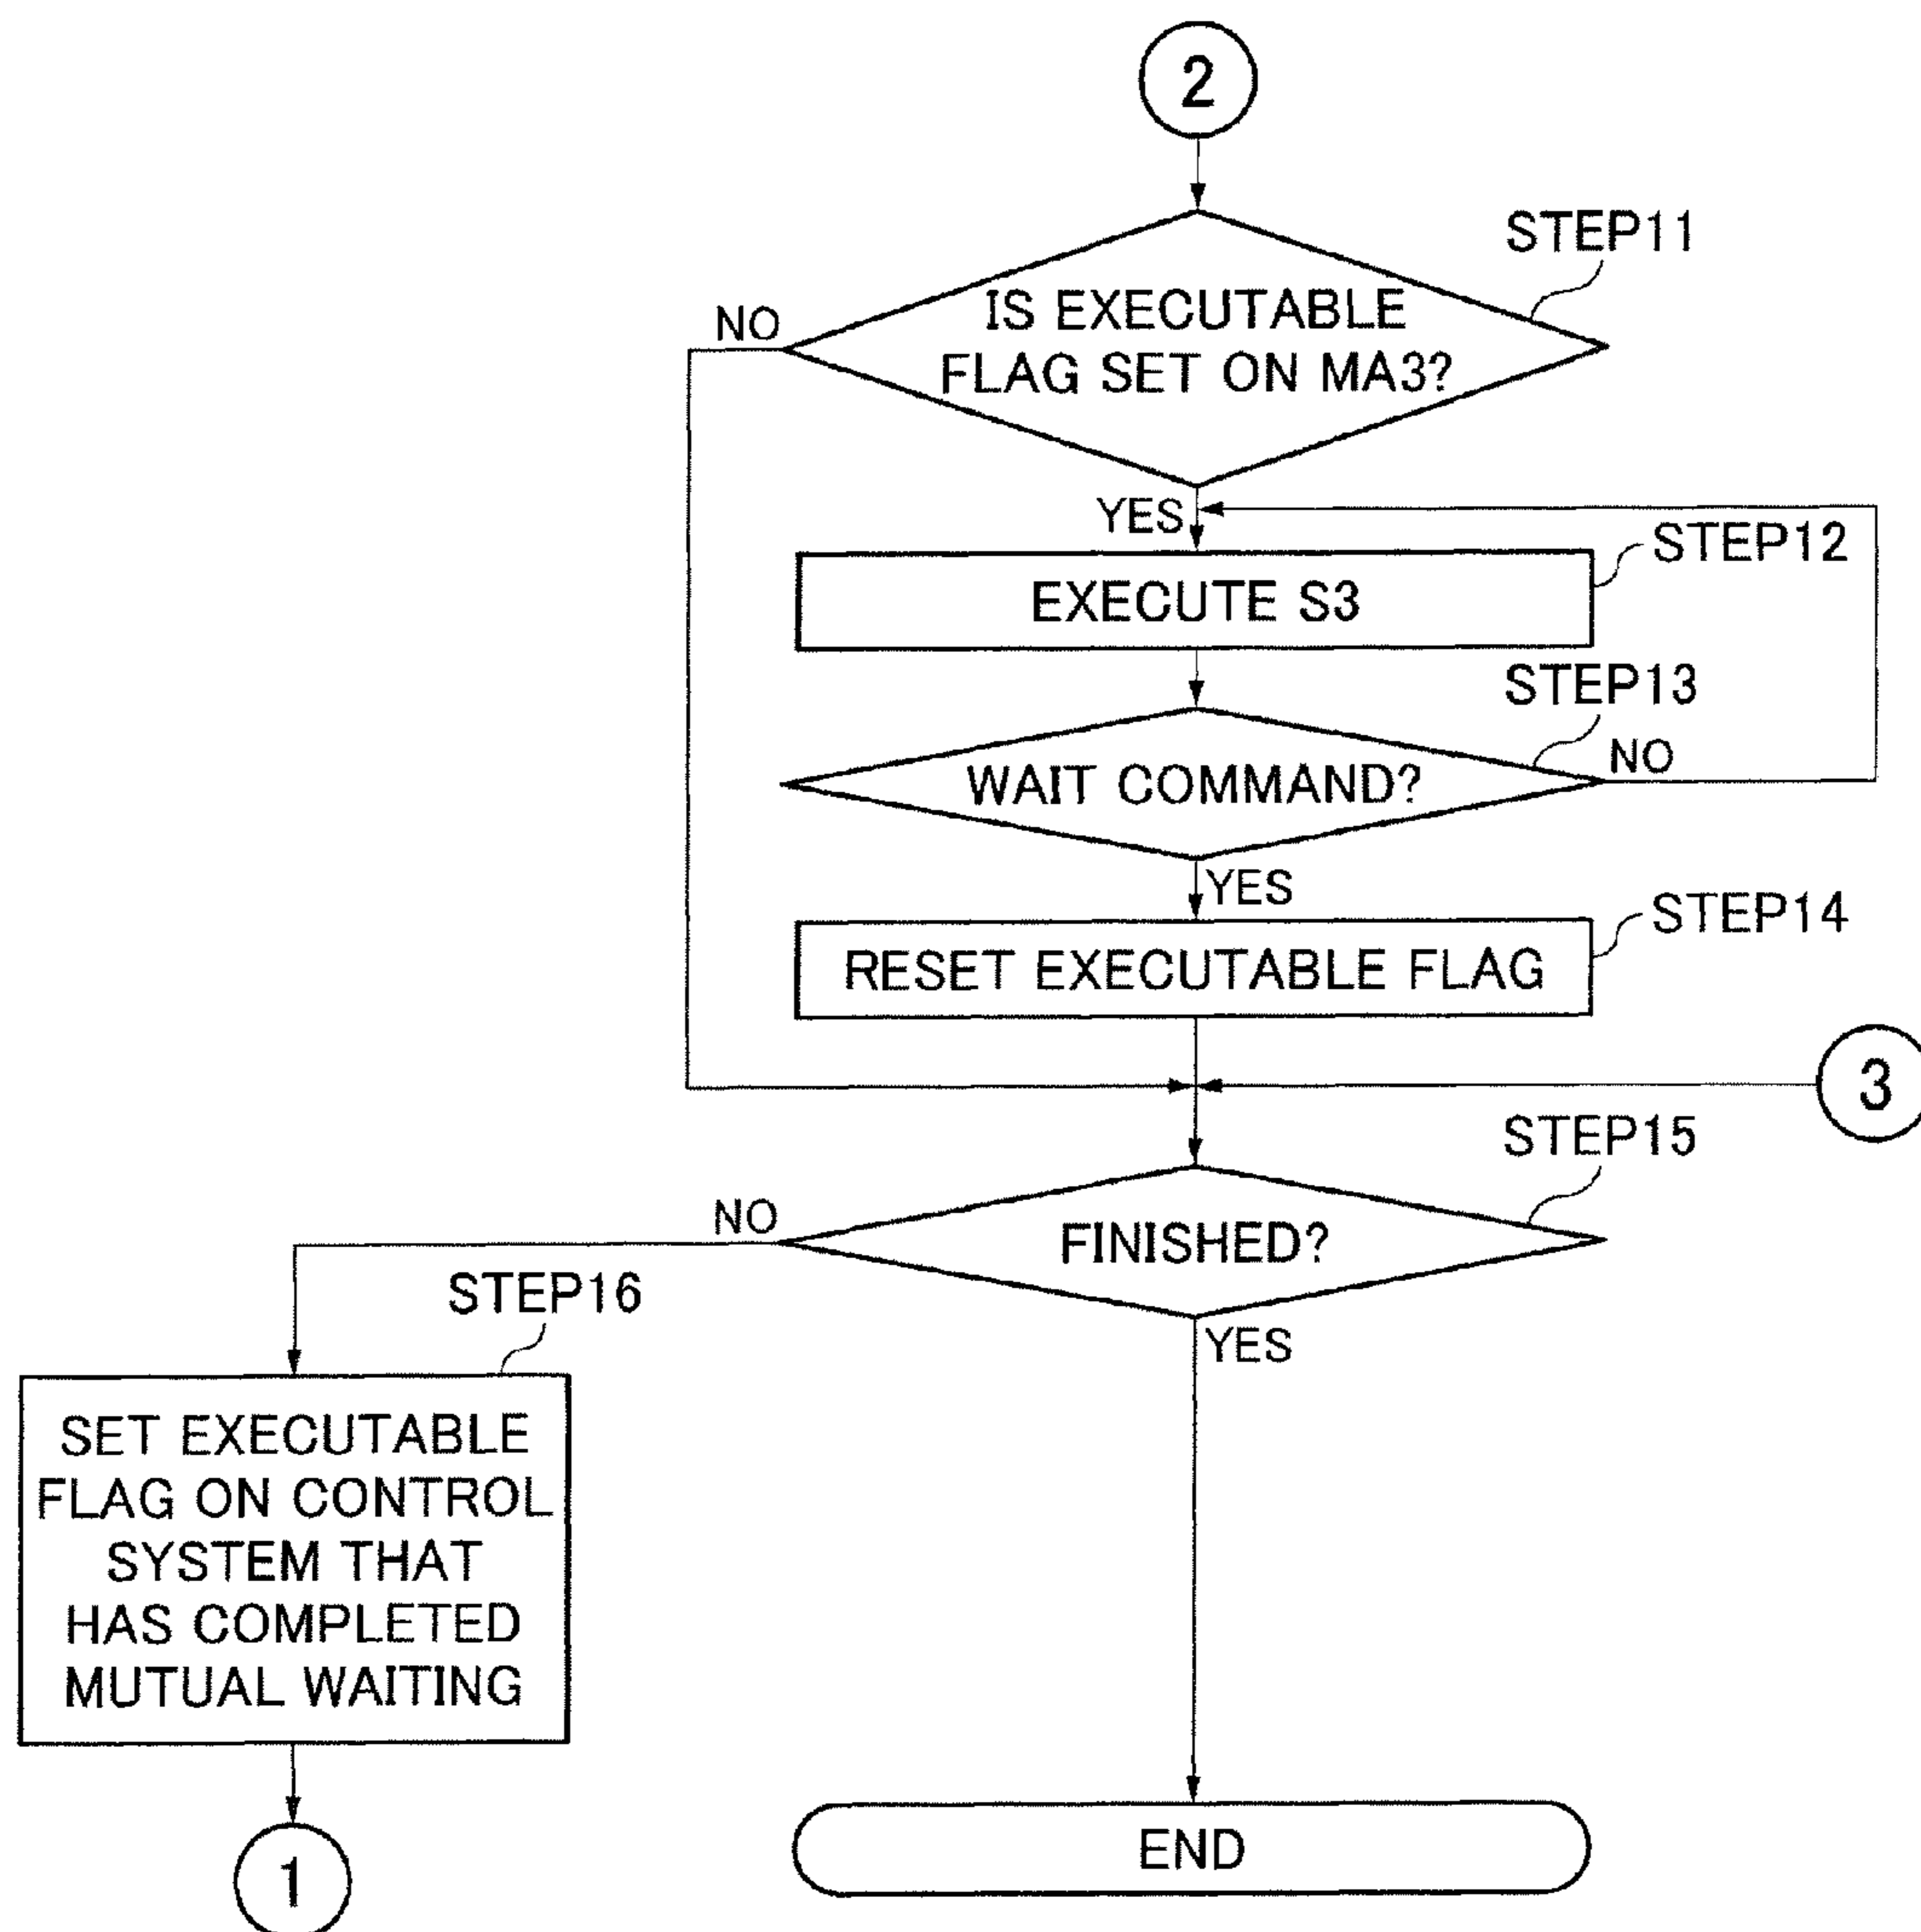 2
STEP11
IS EXECUTABLE
FLAG SET ON MA3?
NO
YES
STEP12
EXECUTE S3
STEP13
WAIT COMMAND?
NO
YES
STEP14
RESET EXECUTABLE FLAG
3
STEP15
FINISHED?
NO
YES
STEP16
SET EXECUTABLE
FLAG ON CONTROL
SYSTEM THAT
HAS COMPLETED
MUTUAL WAITING
1
END